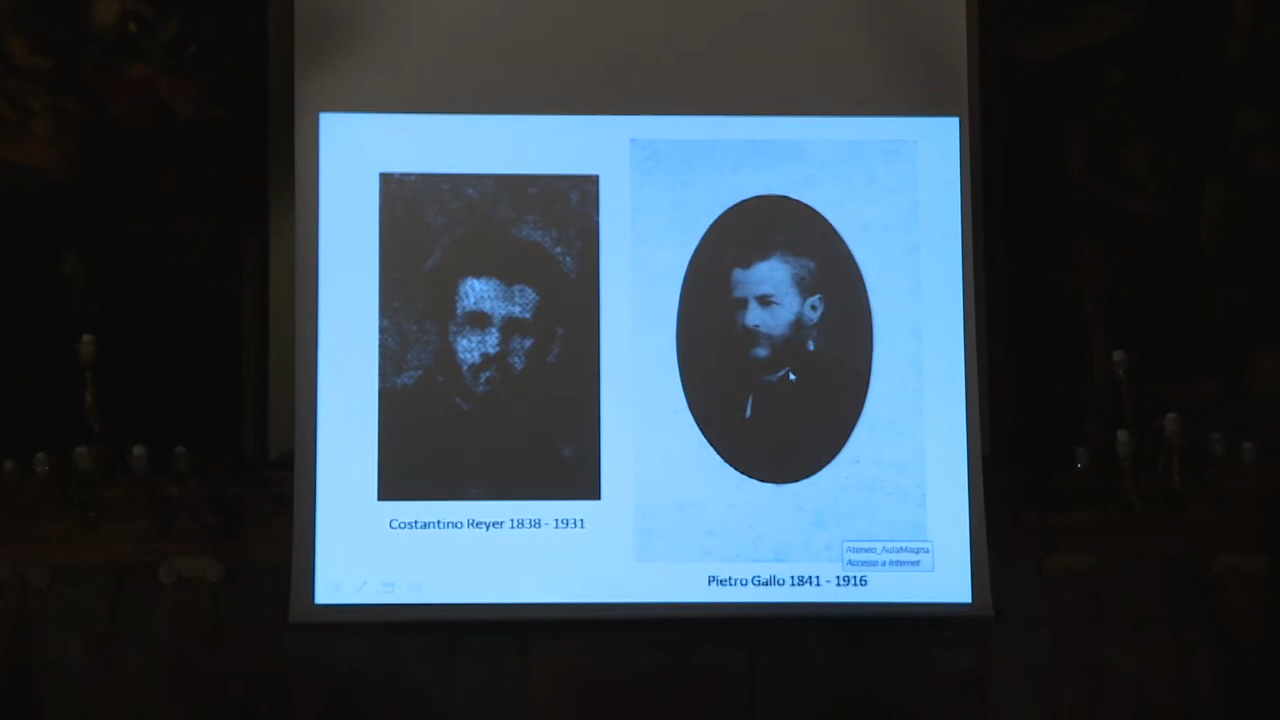 Costantino Reyer 1838 - 1931
Ateneo_AulaMagna
Accesso a Internet
Pietro Gallo 1841 - 1916